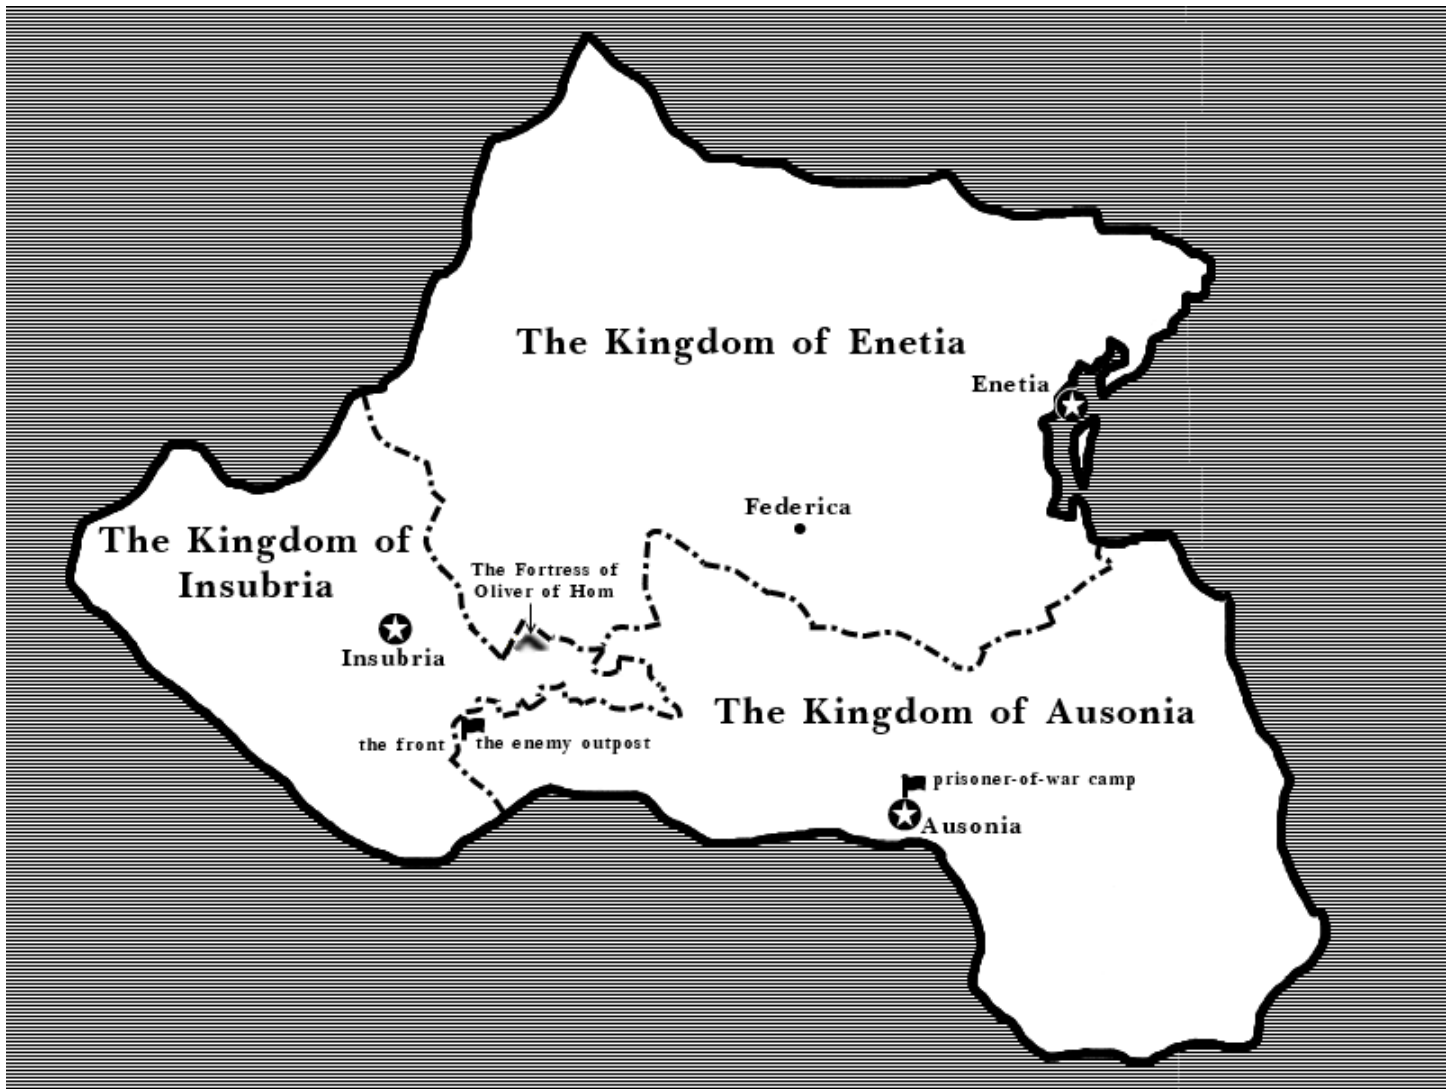 The Kingdom of Enetia
Enetia
Federica
The Kingdom of
Insubria
The Fortress of
Oliver of Hom
Insubria
The Kingdom of Ausonia
the front
the enemy outpost
prisoner-of-war camp
Ausonia